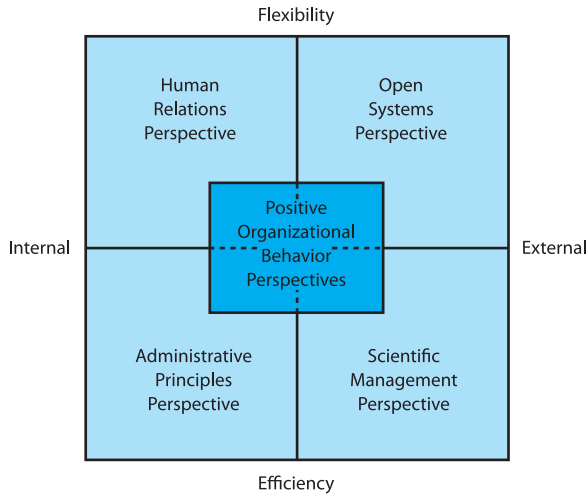 Flexibility
Human
Relations
Perspective
Open
Systems
Perspective
Positive
Organizational
Behavior
Perspectives
Internal
External
Administrative
Principles
Perspective
Scientific
Management
Perspective
Efficiency